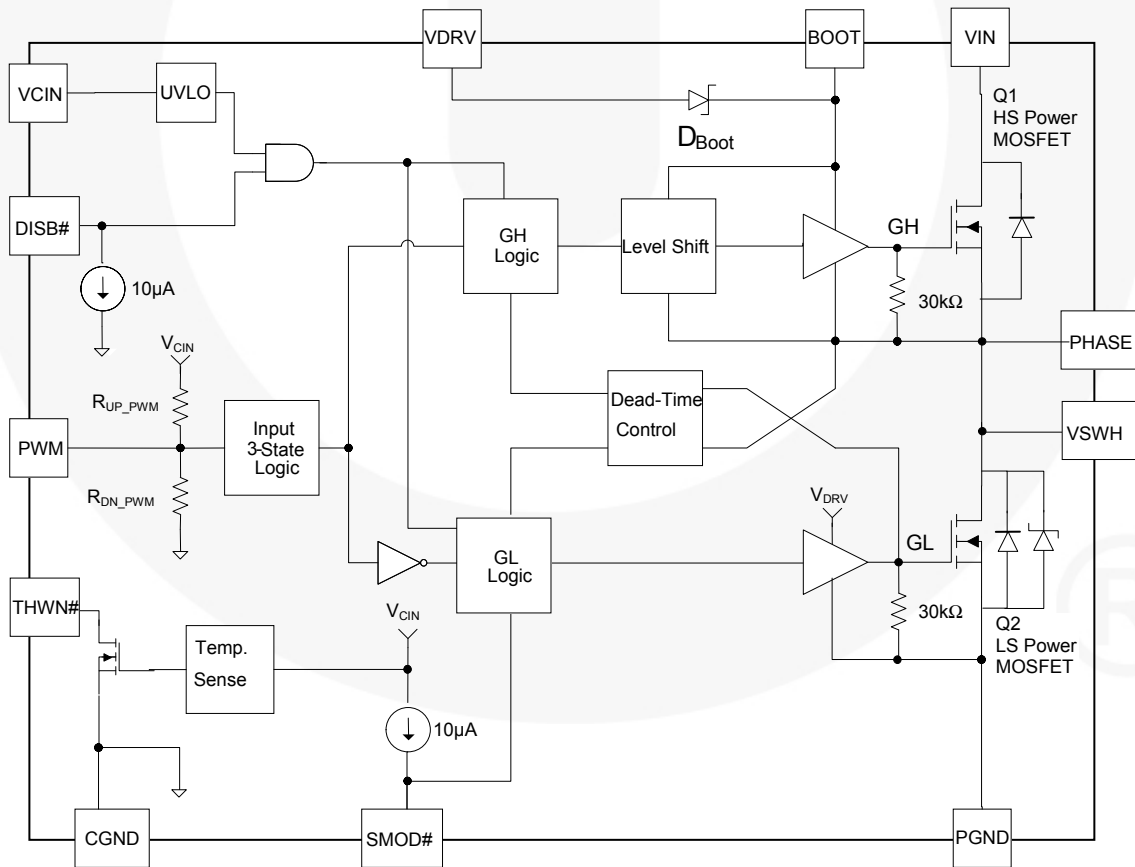 VDRV
BOOT
VIN
VCIN
UVLO
Q1
HS Power
MOSFET
DBoot
DISB#
GH
Logic
Level Shift
GH
10µA
30kΩ
VCIN
PHASE
RUP_PWM
Dead-Time
Control
PWM
Input
3-State
Logic
VSWH
RDN_PWM
VDRV
GL
GL
Logic
THWN#
VCIN
30kΩ
Temp.
Sense
Q2
LS Power
MOSFET
10µA
CGND
SMOD#
PGND
®